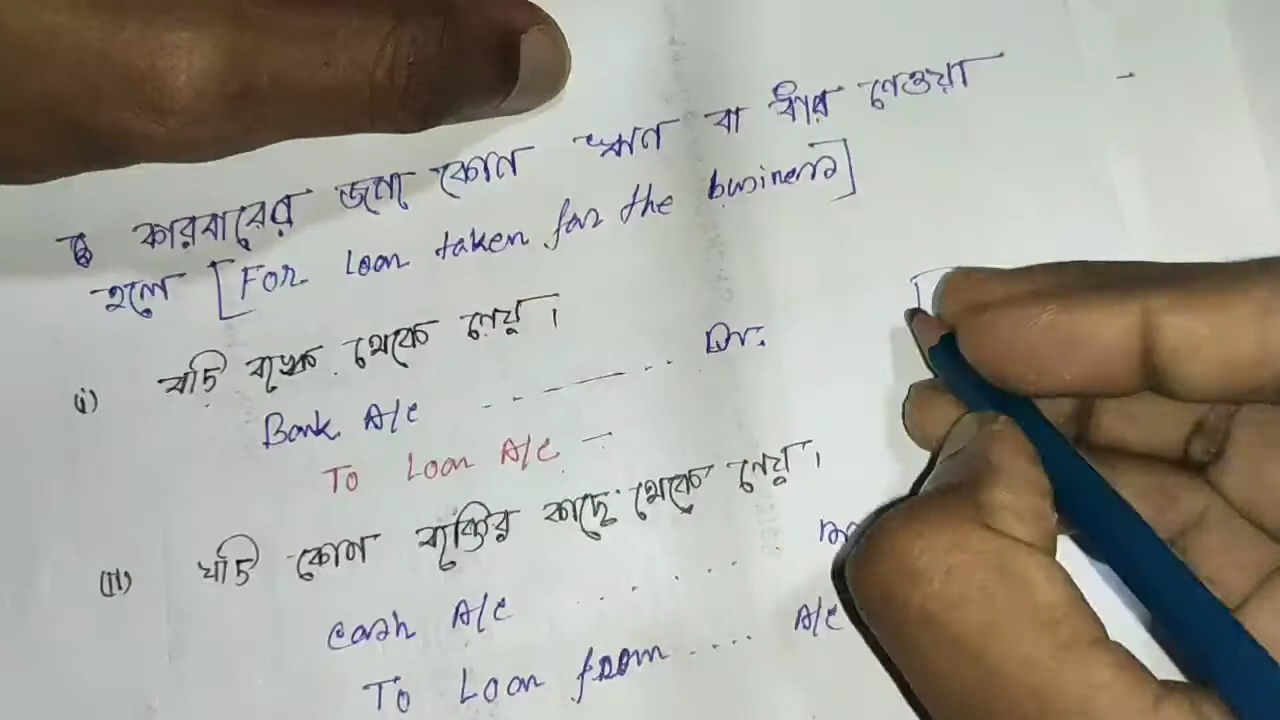 কারবারের জন্য কোন ঋন বা ধার নেওয়া
হলে [For Loan taken for the business]
(i) যদি ব্যাঙ্ক থেকে নেয়।
Bank A/c ------... Dr.
To Loan A/c —
(ii) যদি কোন ব্যক্তির কাছে থেকে নেয়।
Cash A/c ......
To Loan from .... A/c